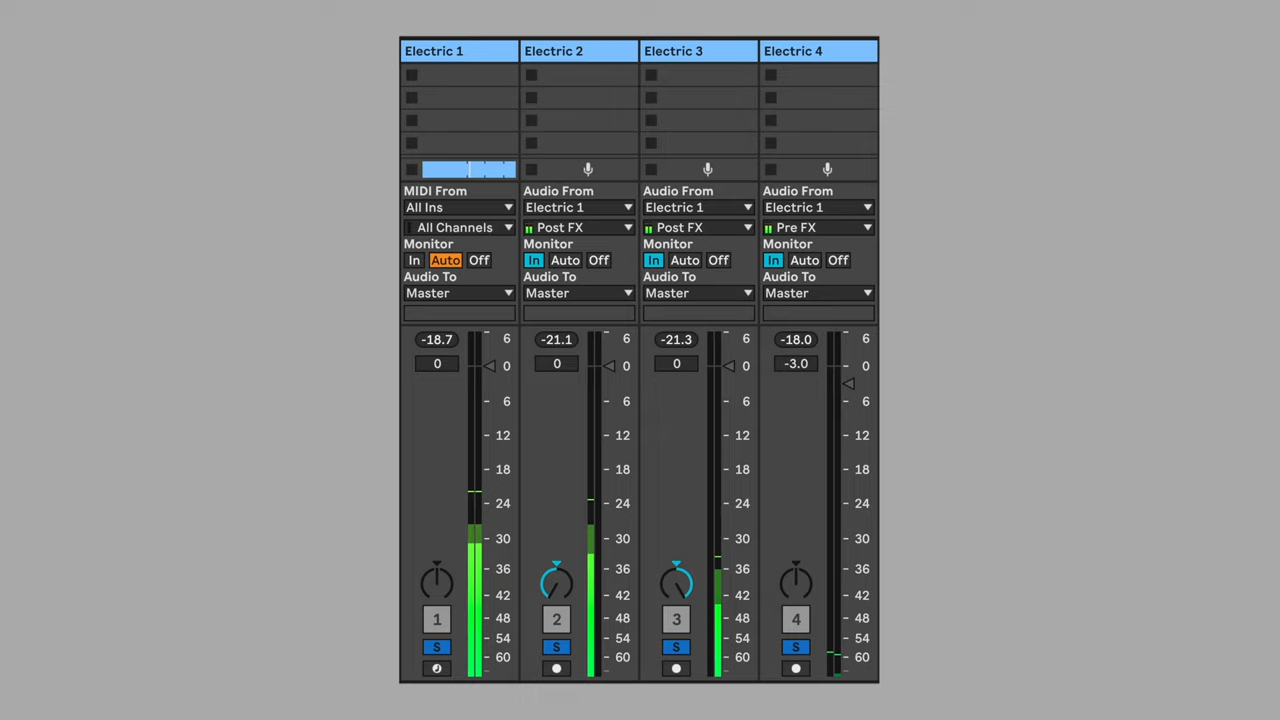 Electric 1 Electric 2 Electric 3 Electric 4
MIDI From Audio From Audio From Audio From
All Ins Electric 1 Electric 1 Electric 1
All Channels Post FX Post FX Pre FX
Monitor Monitor Monitor Monitor
In Auto Off In Auto Off In Auto Off In Auto Off
Audio To Audio To Audio To Audio To
Master Master Master Master
-18.7 6 -21.1 6 -21.3 6 -18.0 6
0 0 0 0 0 0 -3.0 0
6 6 6 6
12 12 12 12
18 18 18 18
24 24 24 24
30 30 30 30
36 36 36 36
42 42 42 42
1 48 2 48 3 48 4 48
54 54 54 54
S 60 S 60 S 60 S 60